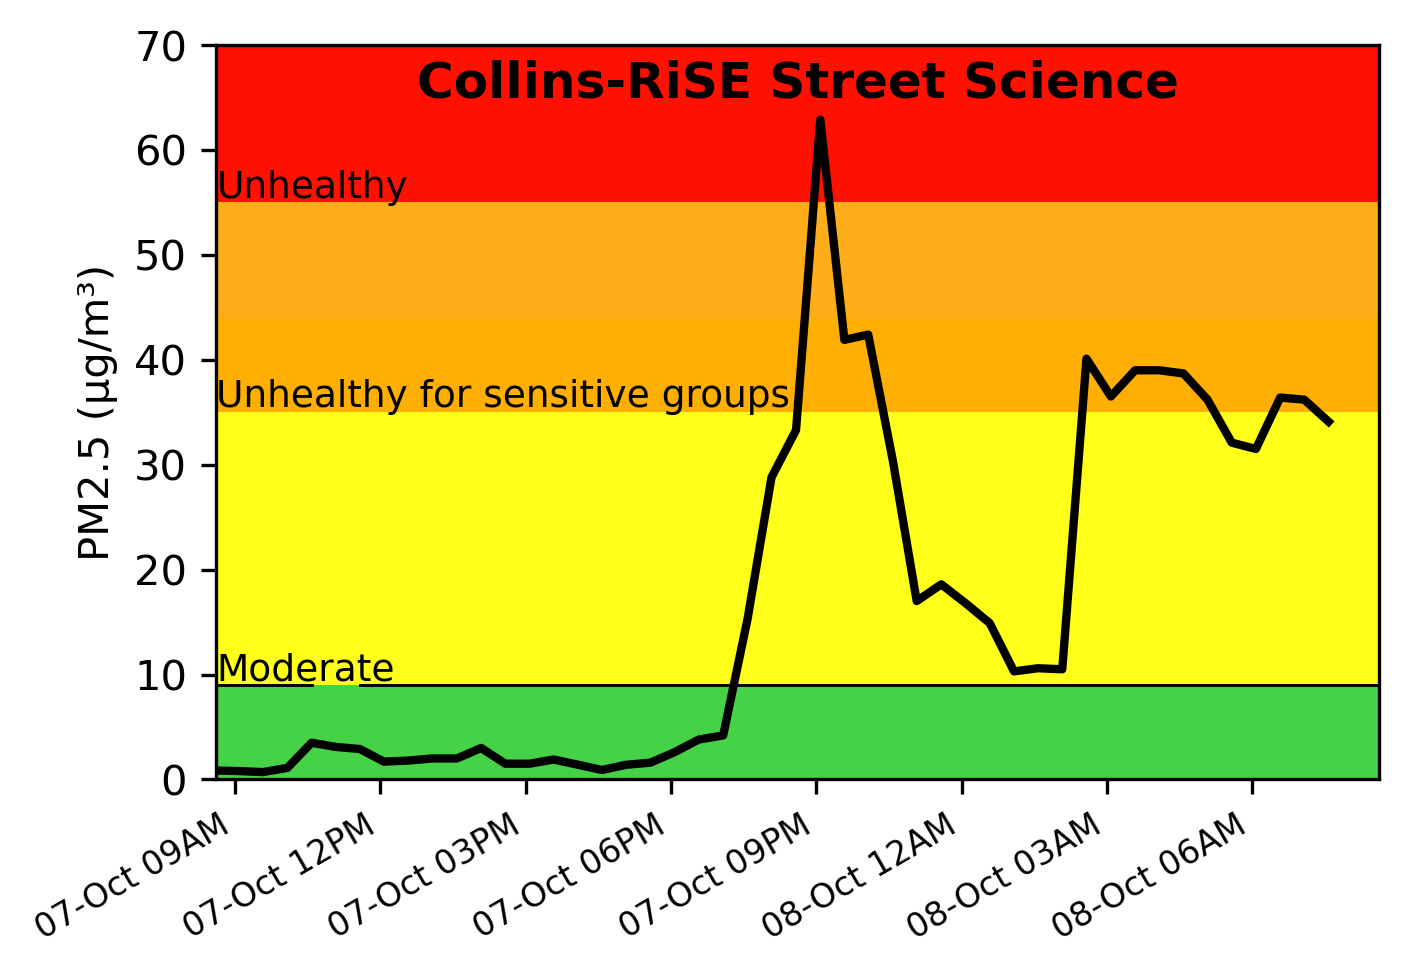 Collins-RiSE Street Science
PM2.5 (µg/m³)
70
60
Unhealthy
50
40
Unhealthy for sensitive groups
30
20
10
Moderate
0
07-Oct 09AM
07-Oct 12PM
07-Oct 03PM
07-Oct 06PM
07-Oct 09PM
08-Oct 12AM
08-Oct 03AM
08-Oct 06AM